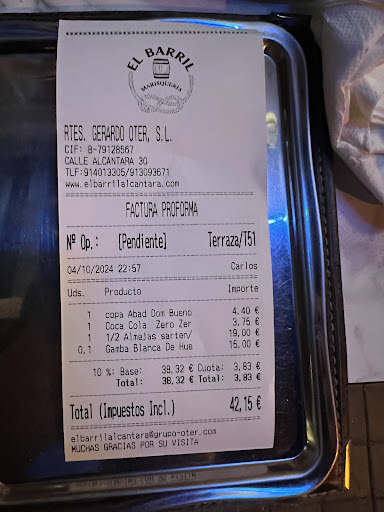 EL BARRIL
MARISQUERÍA
RTES. GERARDO OTER, S.L.
CIF: B-79128567
CALLE ALCÁNTARA 30
TLF:914013305/913093671
www.elbarrilalcantara.com
FACTURA PROFORMA
Nº Op.: [Pendiente] Terraza/T51
04/10/2024 22:57 Carlos
Uds. Producto Importe
1 copa Abad Dom Bueno 4,40 €
1 Coca Cola Zero Zer 3,75 €
1 1/2 Almejas sarten/ 19,00 €
0,1 Gamba Blanca De Hue 15,00 €
10 %: Base: 38,32 € Cuota: 3,83 €
Total: 38,32 € Total: 3,83 €
Total (Impuestos Incl.) 42,15 €
elbarrilalcantara@grupo-oter.com
MUCHAS GRACIAS POR SU VISITA